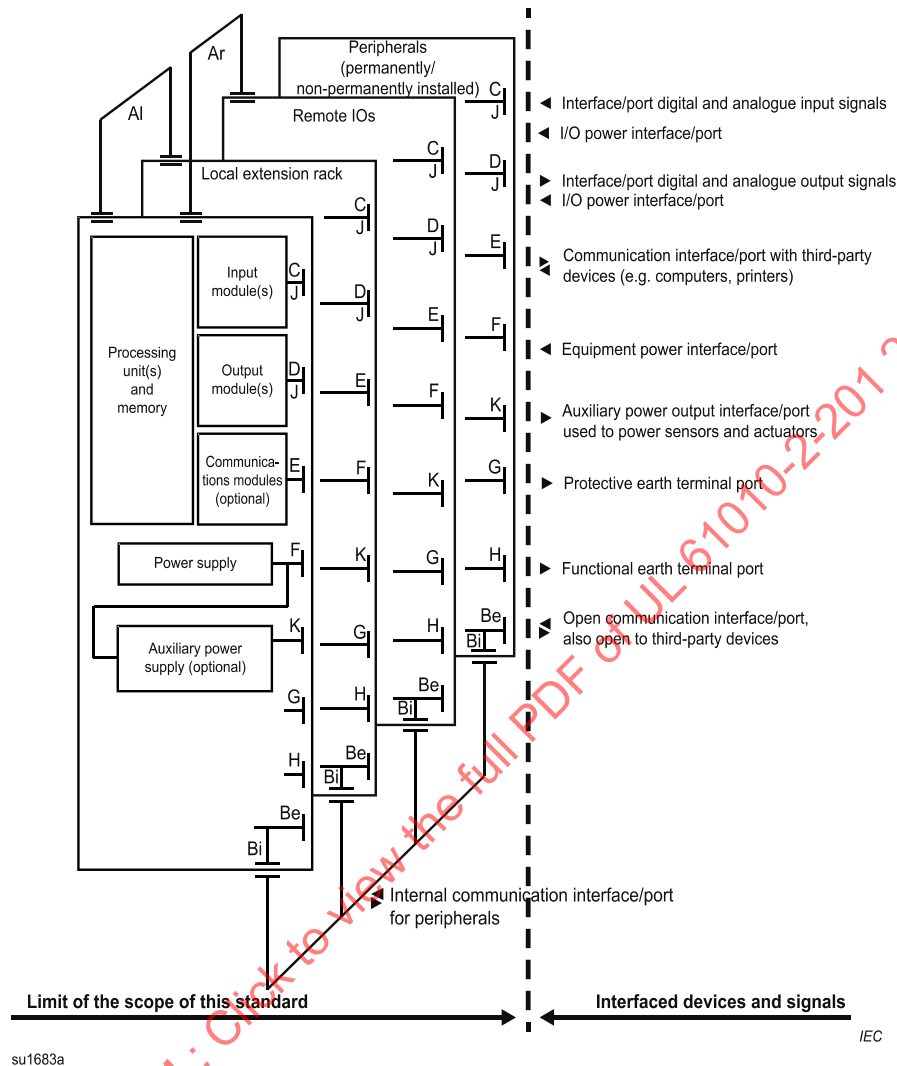 Ar
Al
Peripherals
(permanently/
non-permanently installed)
Remote IOs
Local extension rack
C
J
D
J
E
F
K
G
H
Be
Bi
C
J
D
J
E
F
K
G
H
Be
Bi
C
J
D
J
E
F
K
G
H
Be
Bi
Processing
unit(s)
and
memory
Input
module(s)
C
J
Output
module(s)
D
J
Communica-
tions modules
(optional)
E
Power supply
F
Auxiliary power
supply (optional)
K
G
H
Be
Bi
Interface/port digital and analogue input signals
I/O power interface/port
Interface/port digital and analogue output signals
I/O power interface/port
Communication interface/port with third-party
devices (e.g. computers, printers)
Equipment power interface/port
Auxiliary power output interface/port
used to power sensors and actuators
Protective earth terminal port
Functional earth terminal port
Open communication interface/port,
also open to third-party devices
Internal communication interface/port
for peripherals
Limit of the scope of this standard
Interfaced devices and signals
IEC
su1683a
: Click to view the full PDF of UL 61010-2-201